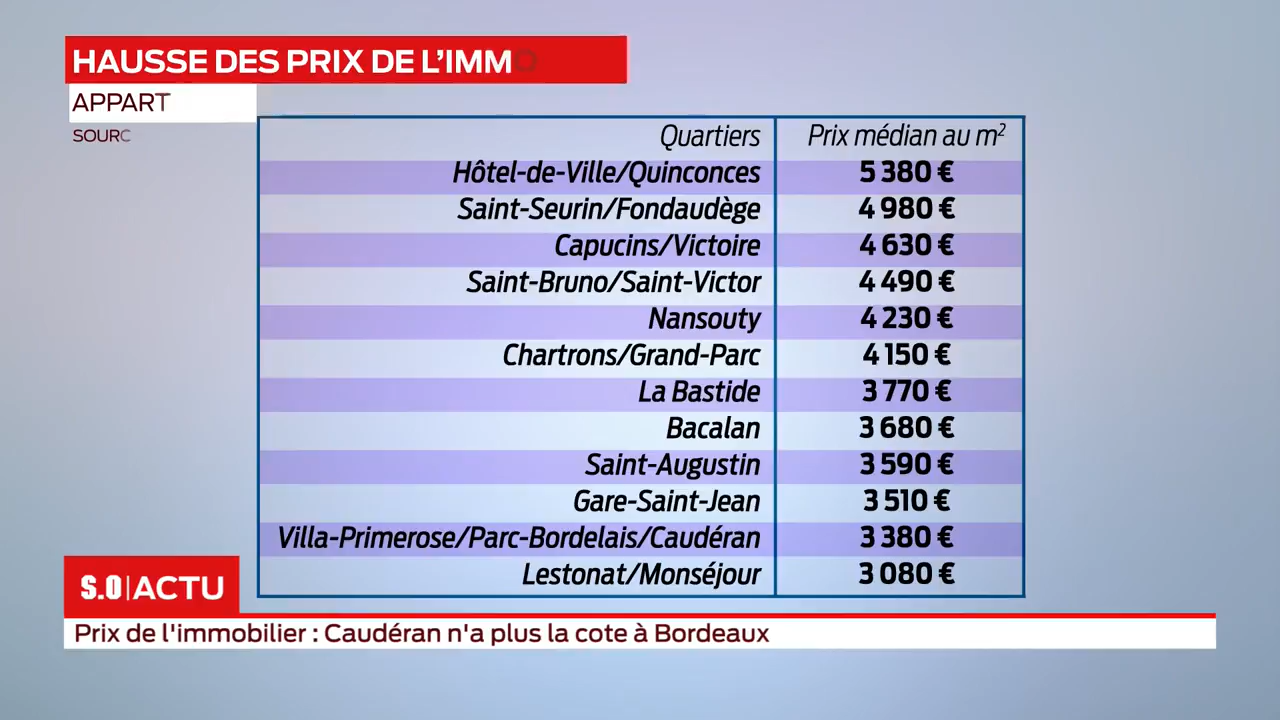 HAUSSE DES PRIX DE L'IMMO
APPART
SOURC
Quartiers Prix médian au m²
Hôtel-de-Ville/Quinconces 5 380 €
Saint-Seurin/Fondaudège 4 980 €
Capucins/Victoire 4 630 €
Saint-Bruno/Saint-Victor 4 490 €
Nansouty 4 230 €
Chartrons/Grand-Parc 4 150 €
La Bastide 3 770 €
Bacalan 3 680 €
Saint-Augustin 3 590 €
Gare-Saint-Jean 3 510 €
Villa-Primerose/Parc-Bordelais/Caudéran 3 380 €
Lestonat/Monséjour 3 080 €
S.O|ACTU
Prix de l'immobilier : Caudéran n'a plus la cote à Bordeaux